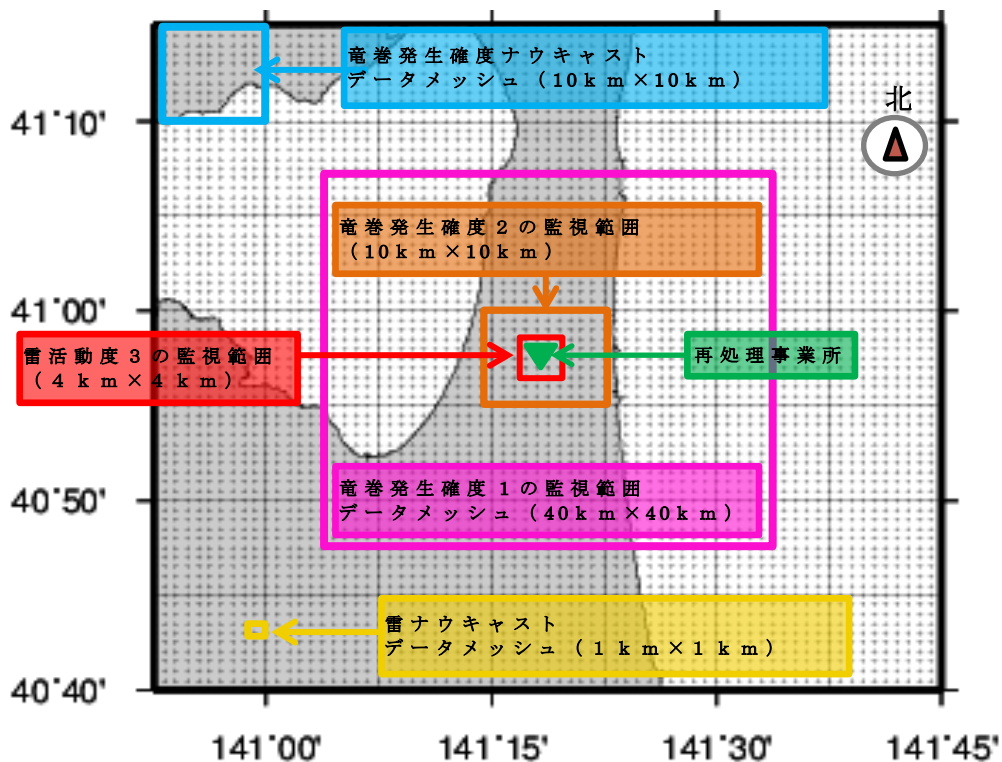 竜巻発生確度ナウキャスト
データメッシュ（10km×10km）
北
41°10'
竜巻発生確度2の監視範囲
（10km×10km）
41°00'
雷活動度3の監視範囲
（4km×4km）
再処理事業所
竜巻発生確度1の監視範囲
データメッシュ（40km×40km）
40°50'
雷ナウキャスト
データメッシュ（1km×1km）
40°40'
141°00'
141°15'
141°30'
141°45'